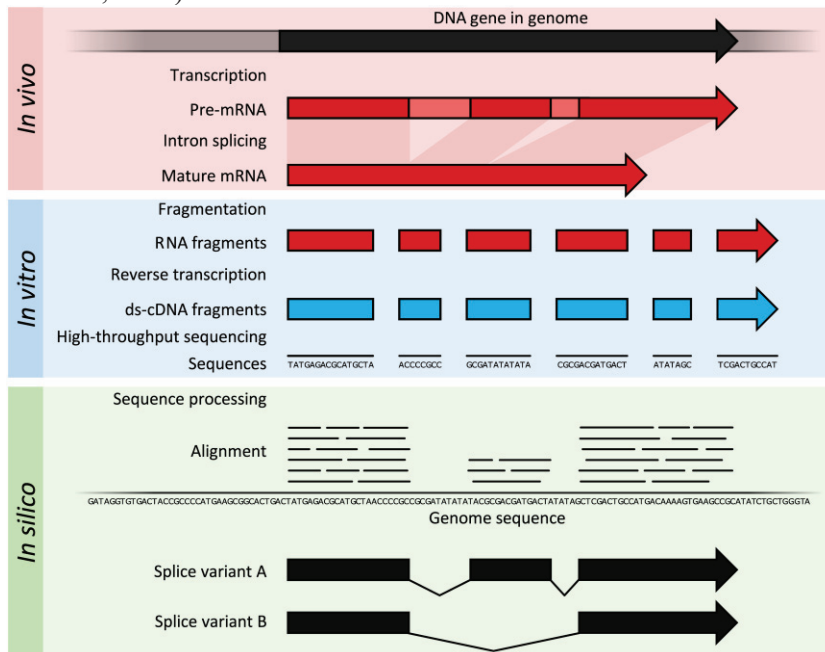 DNA gene in genome
In vivo
Transcription
Pre-mRNA
Intron splicing
Mature mRNA
In vitro
Fragmentation
RNA fragments
Reverse transcription
ds-cDNA fragments
High-throughput sequencing
Sequences TATGAGACGCATGCTA ACCCCGCC GCGATATATATA CGCGACGATGACT ATATAGC TCGACTGCCAT
In silico
Sequence processing
Alignment
GATAGGTGTGACTACCGCCCCATGAAGCGGCACTGACTATGAGACGCATGCTAACCCCGCCGCGATATATATACGCGACGATGACTATATAGCTCGACTGCCATGACAAAAGTGAAGCCGCATATCTGCTGGGTA
Genome sequence
Splice variant A
Splice variant B